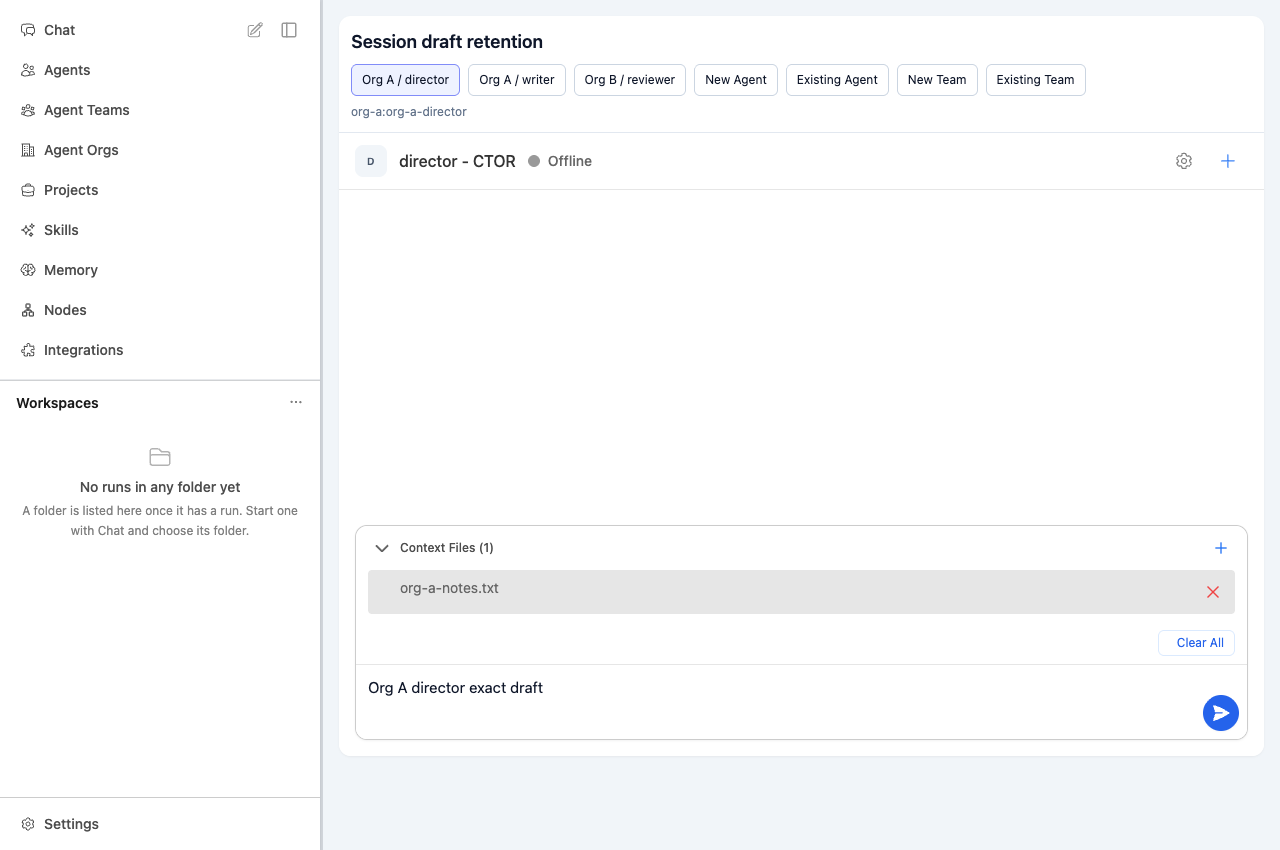 Chat
Agents
Agent Teams
Agent Orgs
Projects
Skills
Memory
Nodes
Integrations
Workspaces
No runs in any folder yet
A folder is listed here once it has a run. Start one
with Chat and choose its folder.
Settings
Session draft retention
Org A / director
Org A / writer
Org B / reviewer
New Agent
Existing Agent
New Team
Existing Team
org-a:org-a-director
D
director - CTOR
Offline
Context Files (1)
org-a-notes.txt
Clear All
Org A director exact draft